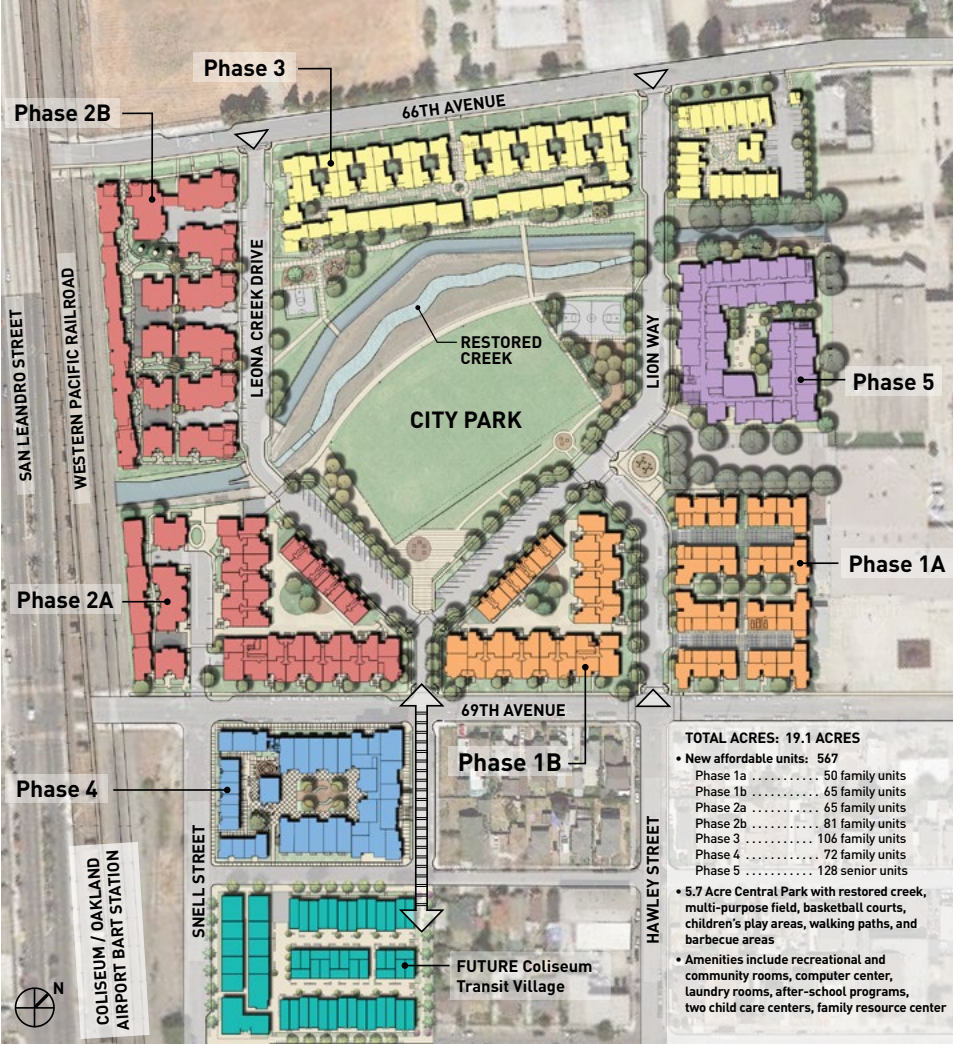 Phase 3
66TH AVENUE
Phase 2B
LEONA CREEK DRIVE
LION WAY
SAN LEANDRO STREET
WESTERN PACIFIC RAILROAD
RESTORED
CREEK
CITY PARK
Phase 5
Phase 1A
Phase 2A
69TH AVENUE
Phase 1B
Phase 4
SNELL STREET
HAWLEY STREET
COLISEUM / OAKLAND
AIRPORT BART STATION
N
FUTURE Coliseum
Transit Village
TOTAL ACRES: 19.1 ACRES
• New affordable units: 567
Phase 1a . . . . . . . . . . . 50 family units
Phase 1b . . . . . . . . . . . 65 family units
Phase 2a . . . . . . . . . . . 65 family units
Phase 2b . . . . . . . . . . . 81 family units
Phase 3 . . . . . . . . . . . 106 family units
Phase 4 . . . . . . . . . . . . 72 family units
Phase 5 . . . . . . . . . . . 128 senior units
• 5.7 Acre Central Park with restored creek,
multi-purpose field, basketball courts,
children's play areas, walking paths, and
barbecue areas
• Amenities include recreational and
community rooms, computer center,
laundry rooms, after-school programs,
two child care centers, family resource center